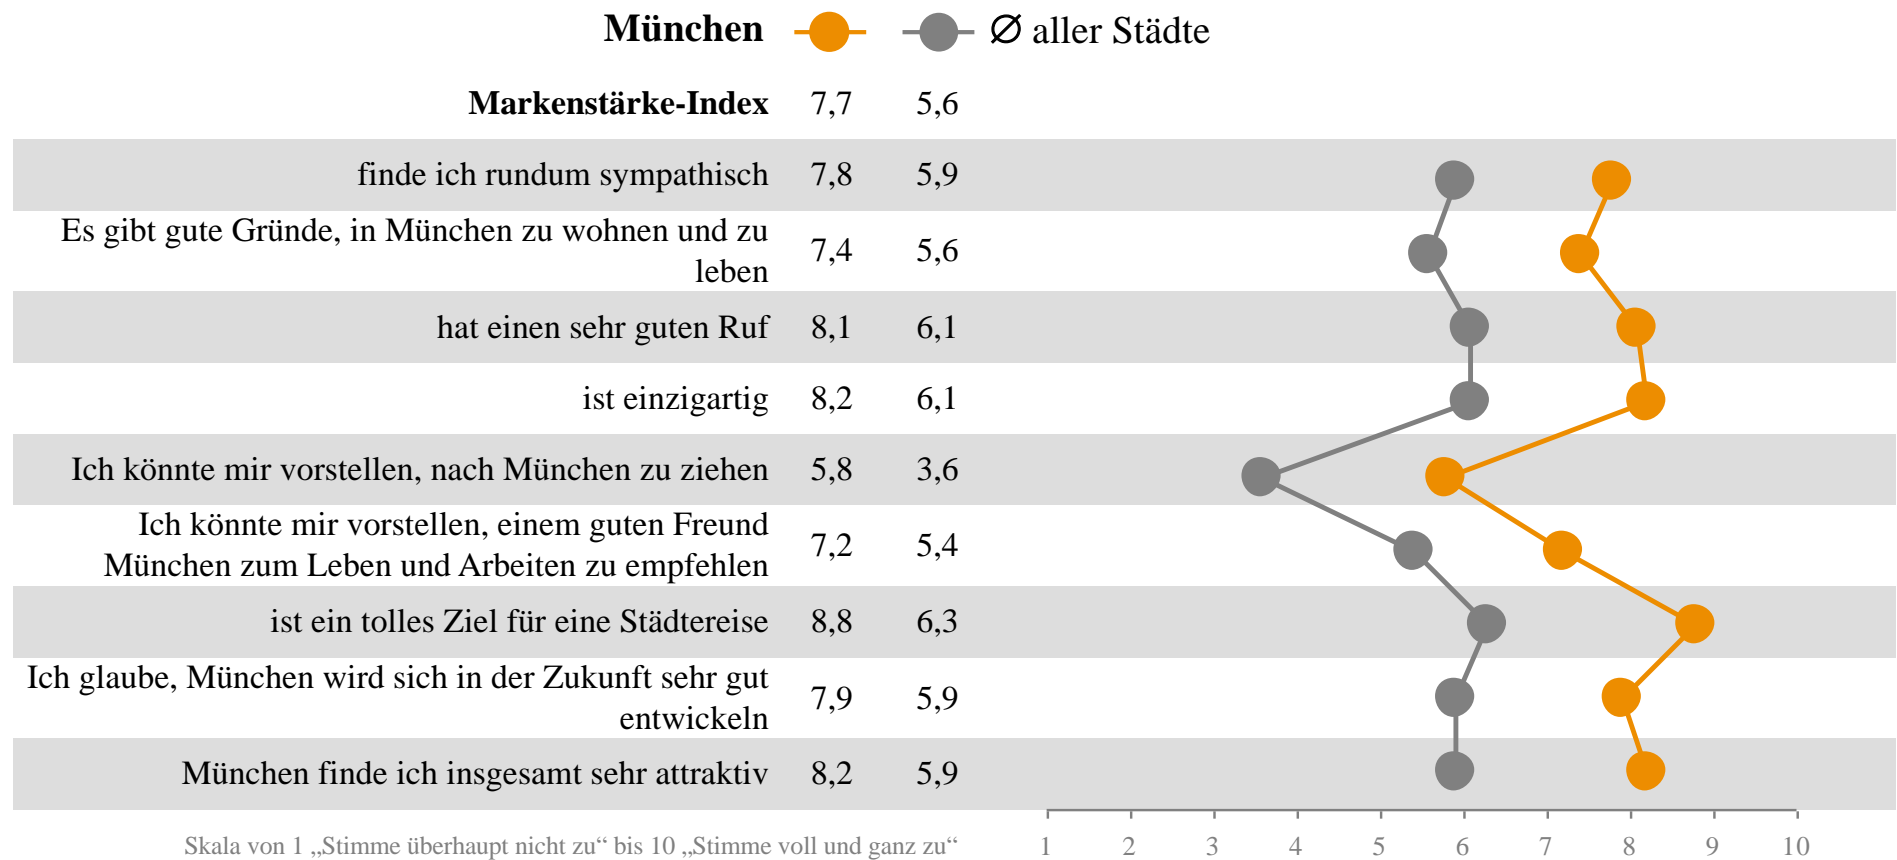 München Ø aller Städte
Markenstärke-Index 7,7 5,6
finde ich rundum sympathisch 7,8 5,9
Es gibt gute Gründe, in München zu wohnen und zu
leben 7,4 5,6
hat einen sehr guten Ruf 8,1 6,1
ist einzigartig 8,2 6,1
Ich könnte mir vorstellen, nach München zu ziehen 5,8 3,6
Ich könnte mir vorstellen, einem guten Freund
München zum Leben und Arbeiten zu empfehlen 7,2 5,4
ist ein tolles Ziel für eine Städtereise 8,8 6,3
Ich glaube, München wird sich in der Zukunft sehr gut
entwickeln 7,9 5,9
München finde ich insgesamt sehr attraktiv 8,2 5,9
Skala von 1 „Stimme überhaupt nicht zu“ bis 10 „Stimme voll und ganz zu“ 1 2 3 4 5 6 7 8 9 10